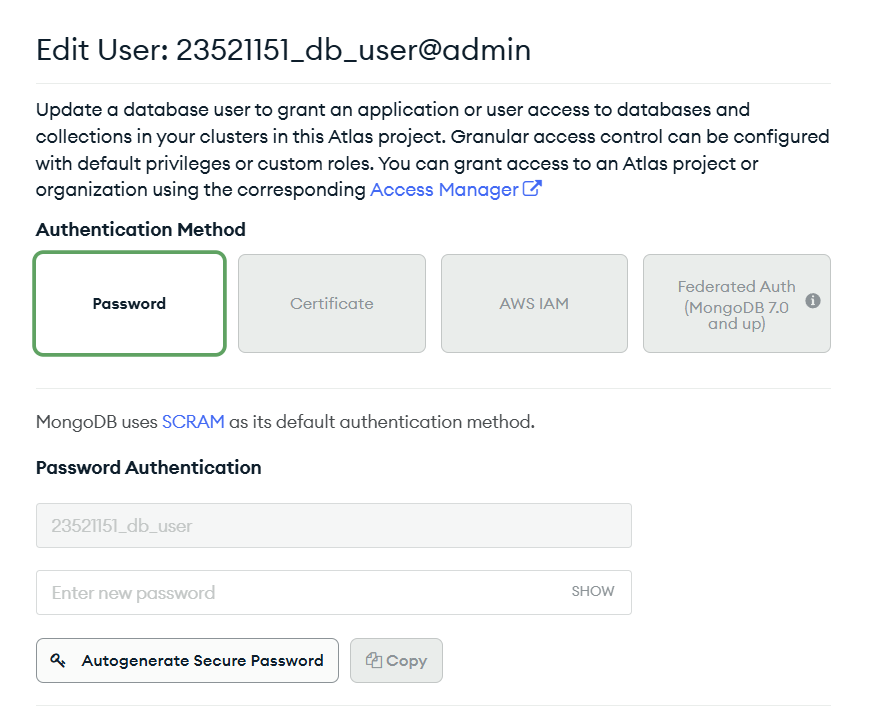 Edit User: 23521151_db_user@admin
Update a database user to grant an application or user access to databases and
collections in your clusters in this Atlas project. Granular access control can be configured
with default privileges or custom roles. You can grant access to an Atlas project or
organization using the corresponding Access Manager
Authentication Method
Password
Certificate
AWS IAM
Federated Auth
(MongoDB 7.0
and up)
MongoDB uses SCRAM as its default authentication method.
Password Authentication
23521151_db_user
Enter new password SHOW
Autogenerate Secure Password
Copy